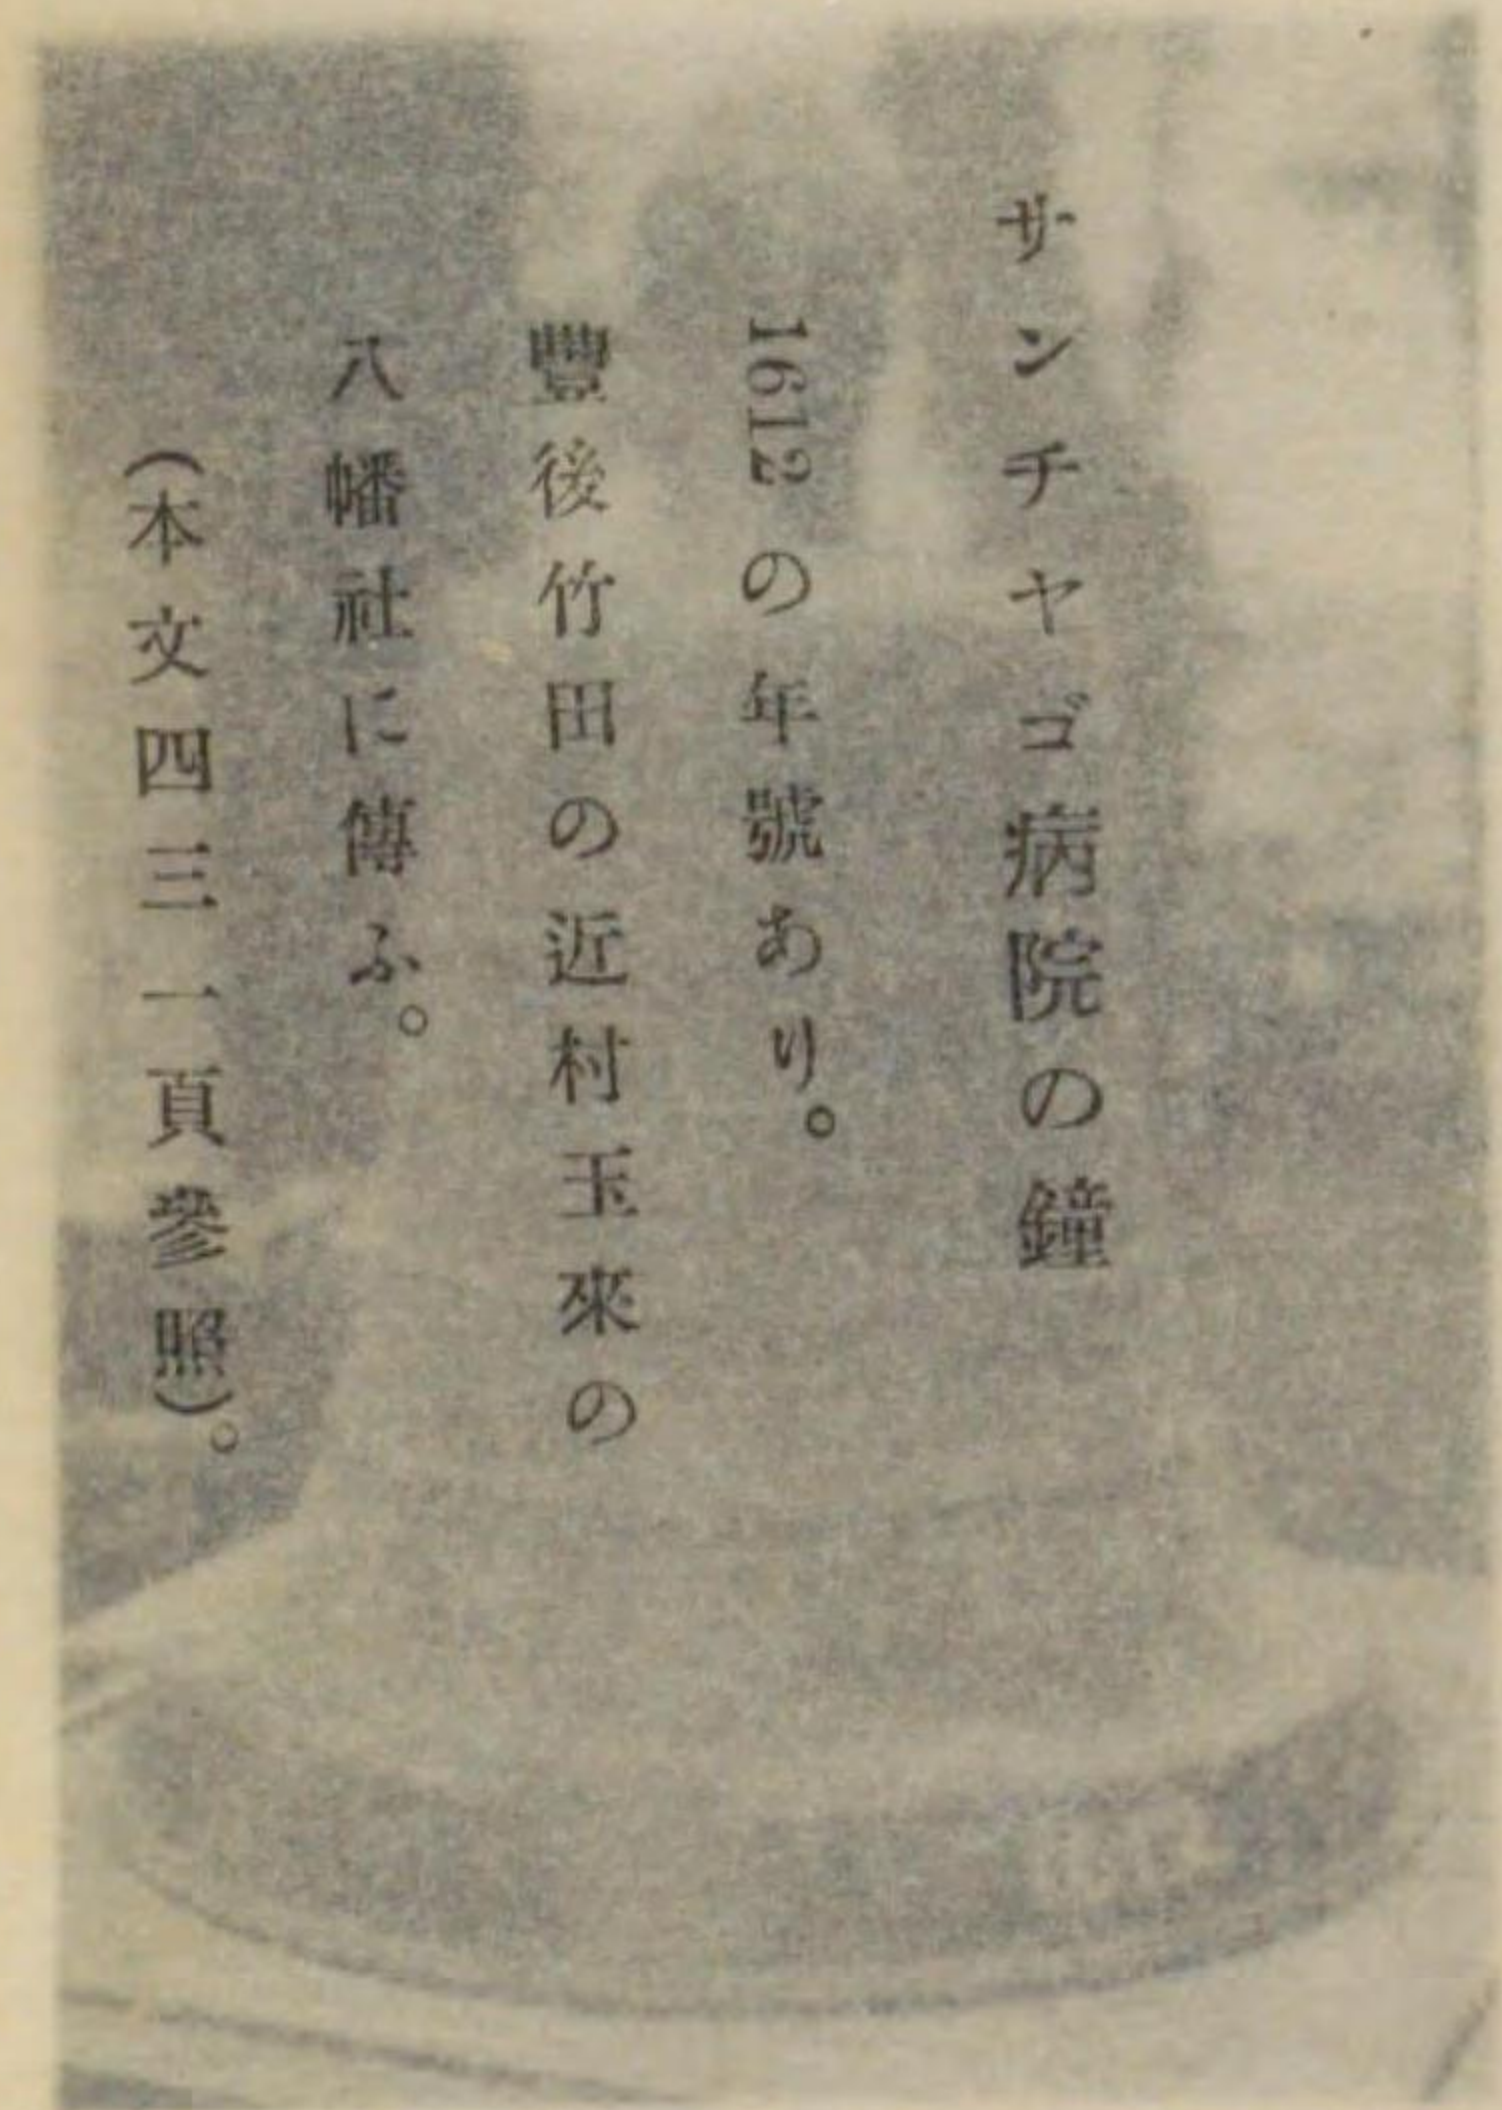 サンチヤゴ病院の鐘
1612の年號あり。
豐後竹田の近村玉來の
八幡社に傳ふ。
(本文四三一頁參照)。